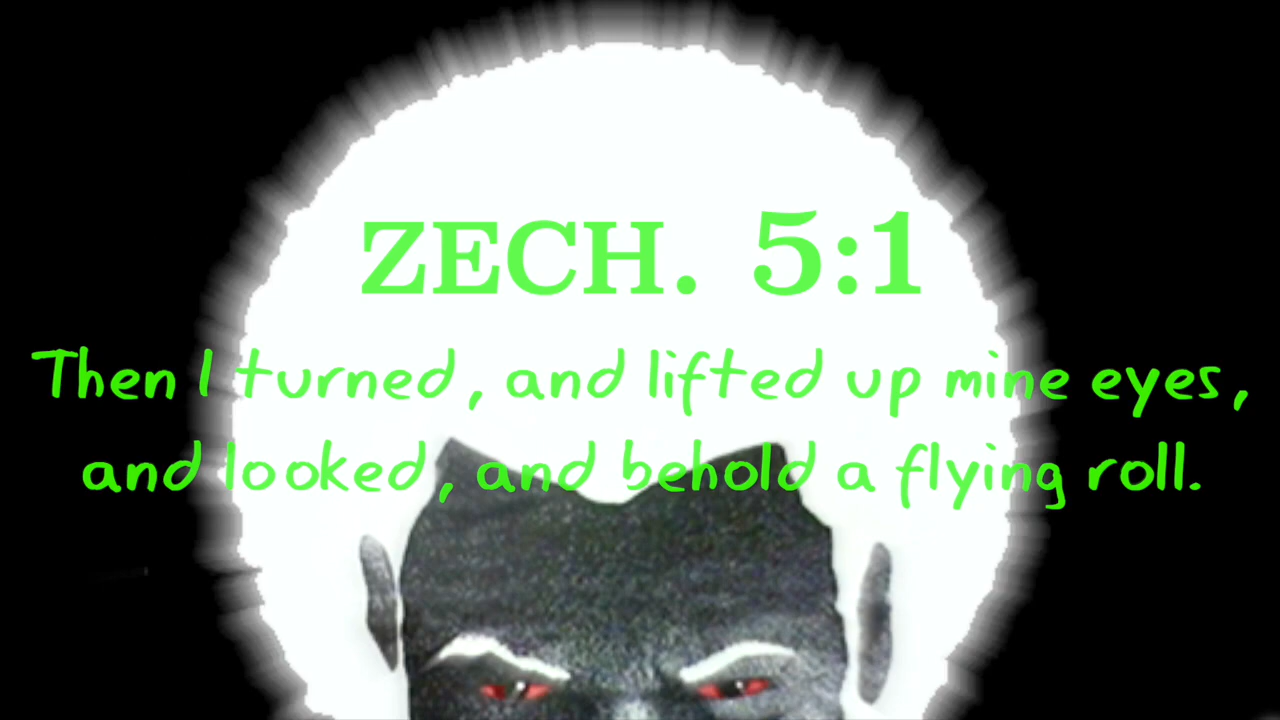 ZECH. 5:1
Then I turned, and lifted up mine eyes,
and looked, and behold a flying roll.